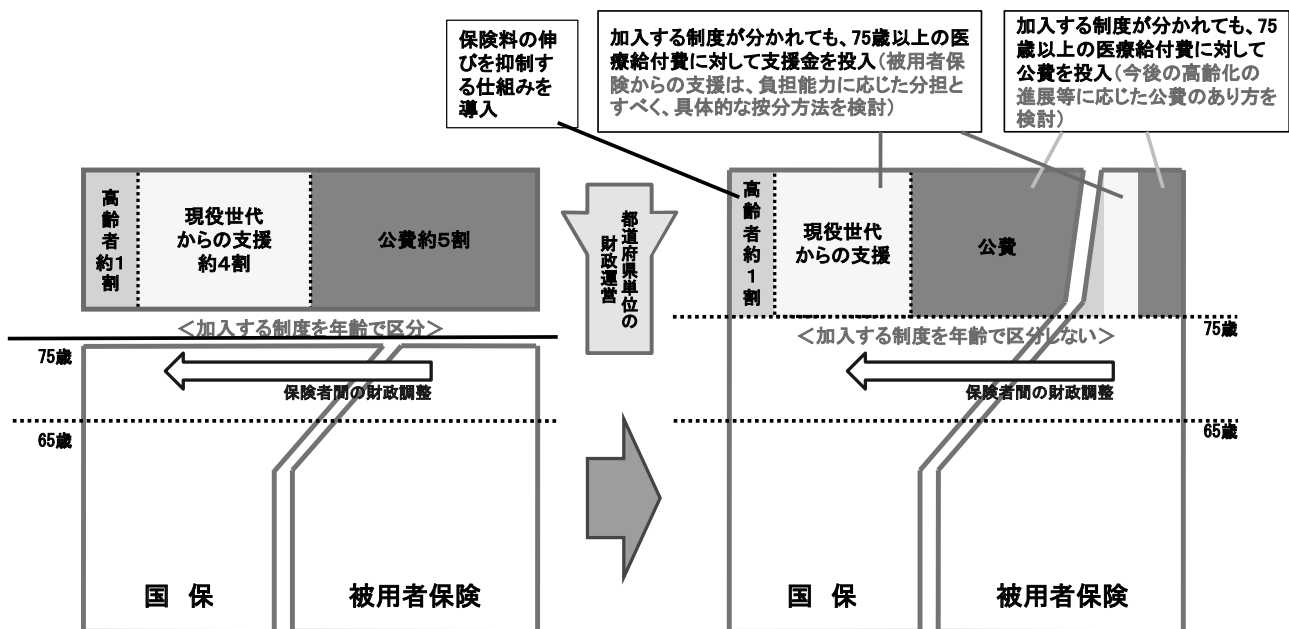 保険料の伸
びを抑制す
る仕組みを
導入
加入する制度が分かれても、75歳以上の医
療給付費に対して支援金を投入(被用者保
険からの支援は、負担能力に応じた分担と
すべく、具体的な按分方法を検討)
加入する制度が分かれても、75
歳以上の医療給付費に対して
公費を投入(今後の高齢化の
進展等に応じた公費のあり方を
検討)
高齢者約1割
現役世代
からの支援
約4割
公費約5割
<加入する制度を年齢で区分>
75歳
保険者間の財政調整
65歳
国 保
被用者保険
都道府県単位の
財政運営
高齢者約1割
現役世代
からの支援
公費
75歳
<加入する制度を年齢で区分しない>
保険者間の財政調整
65歳
国 保
被用者保険